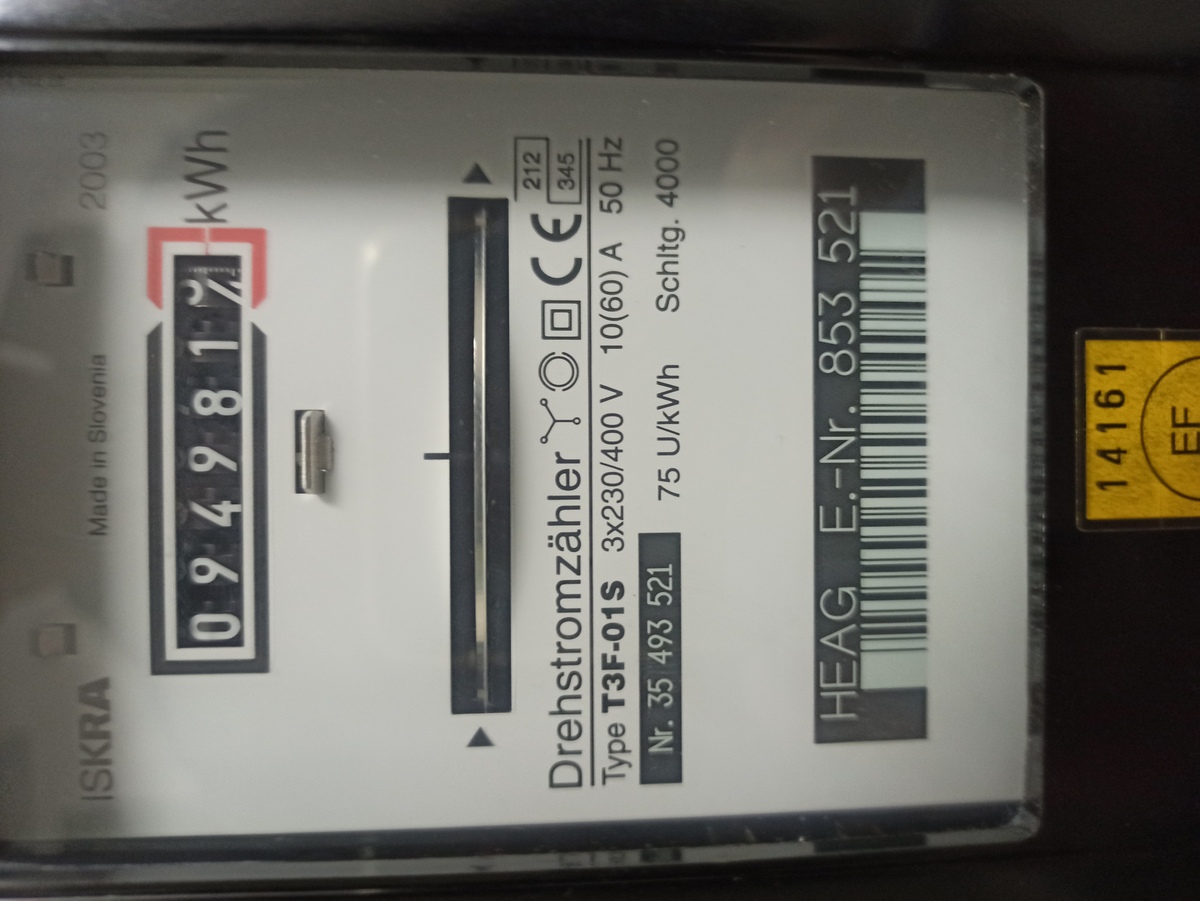 ISKRA Made in Slovenia 2003
094981 kWh
Drehstromzähler CE 212 345
Type T3F-01S 3x230/400 V 10(60) A 50 Hz
Nr. 35 493 521 75 U/kWh Schltg. 4000
HEAG E.-Nr. 853 521
14161